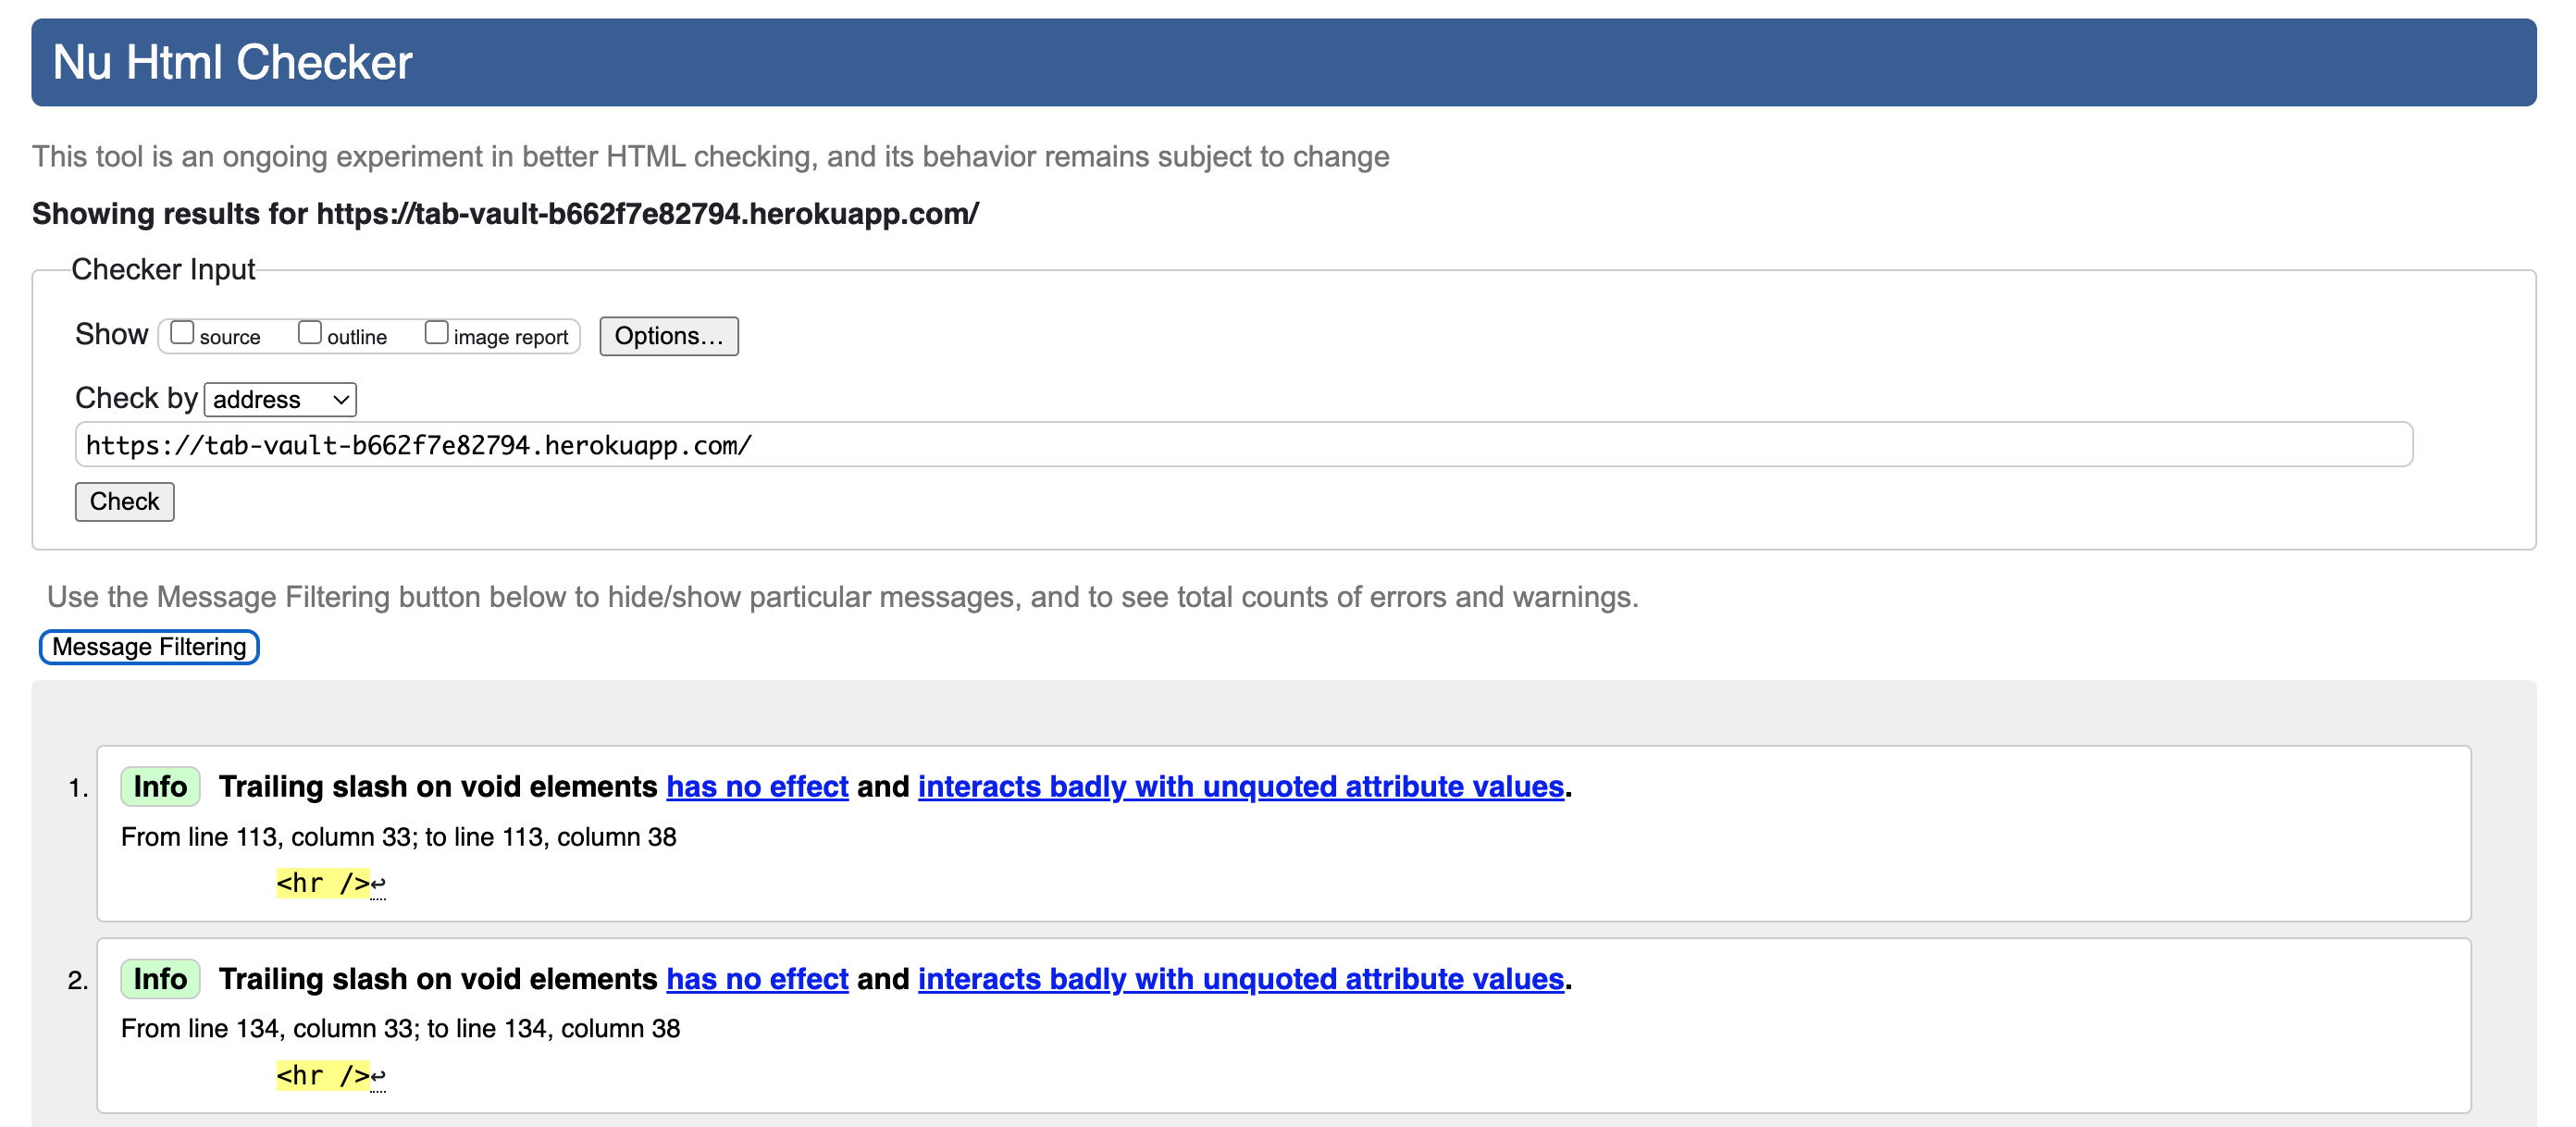 Nu Html Checker
This tool is an ongoing experiment in better HTML checking, and its behavior remains subject to change
Showing results for https://tab-vault-b662f7e82794.herokuapp.com/
Checker Input
Show source outline image report Options...
Check by address
https://tab-vault-b662f7e82794.herokuapp.com/
Check
Use the Message Filtering button below to hide/show particular messages, and to see total counts of errors and warnings.
Message Filtering
1. Info Trailing slash on void elements has no effect and interacts badly with unquoted attribute values.
From line 113, column 33; to line 113, column 38
<hr />↩
2. Info Trailing slash on void elements has no effect and interacts badly with unquoted attribute values.
From line 134, column 33; to line 134, column 38
<hr />↩